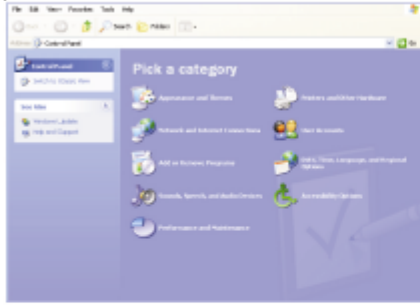 File Edit View Favorites Tools Help
Search Folders
Address Control Panel Go
Control Panel
Switch to Classic View
See Also
Windows Update
Help and Support
Pick a category
Appearance and Themes
Printers and Other Hardware
Network and Internet Connections
User Accounts
Add or Remove Programs
Date, Time, Language, and Regional
Options
Sounds, Speech, and Audio Devices
Accessibility Options
Performance and Maintenance